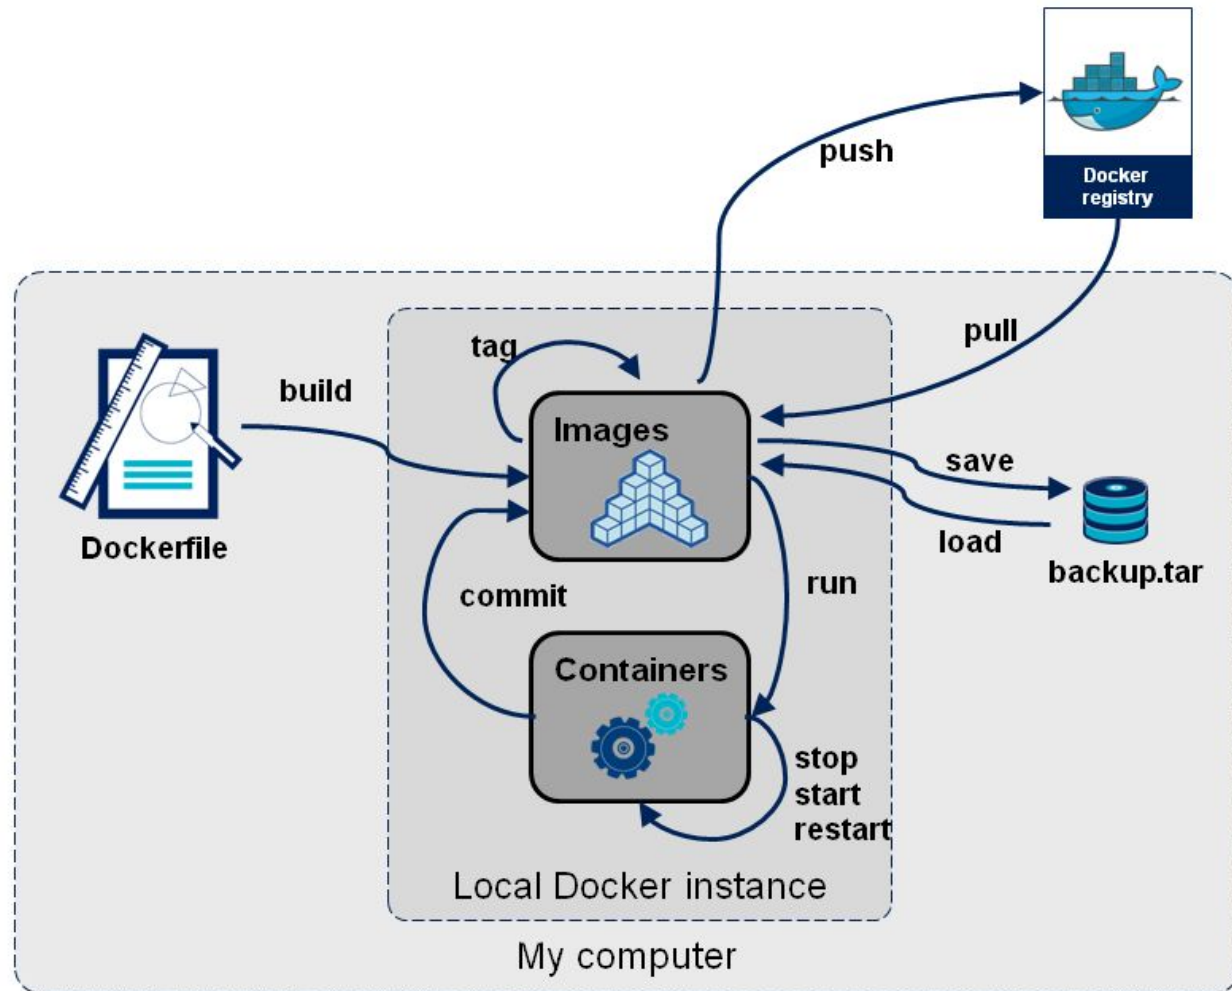 push
Docker
registry
pull
tag
build
Images
save
Dockerfile
load
backup.tar
commit
run
Containers
stop
start
restart
Local Docker instance
My computer